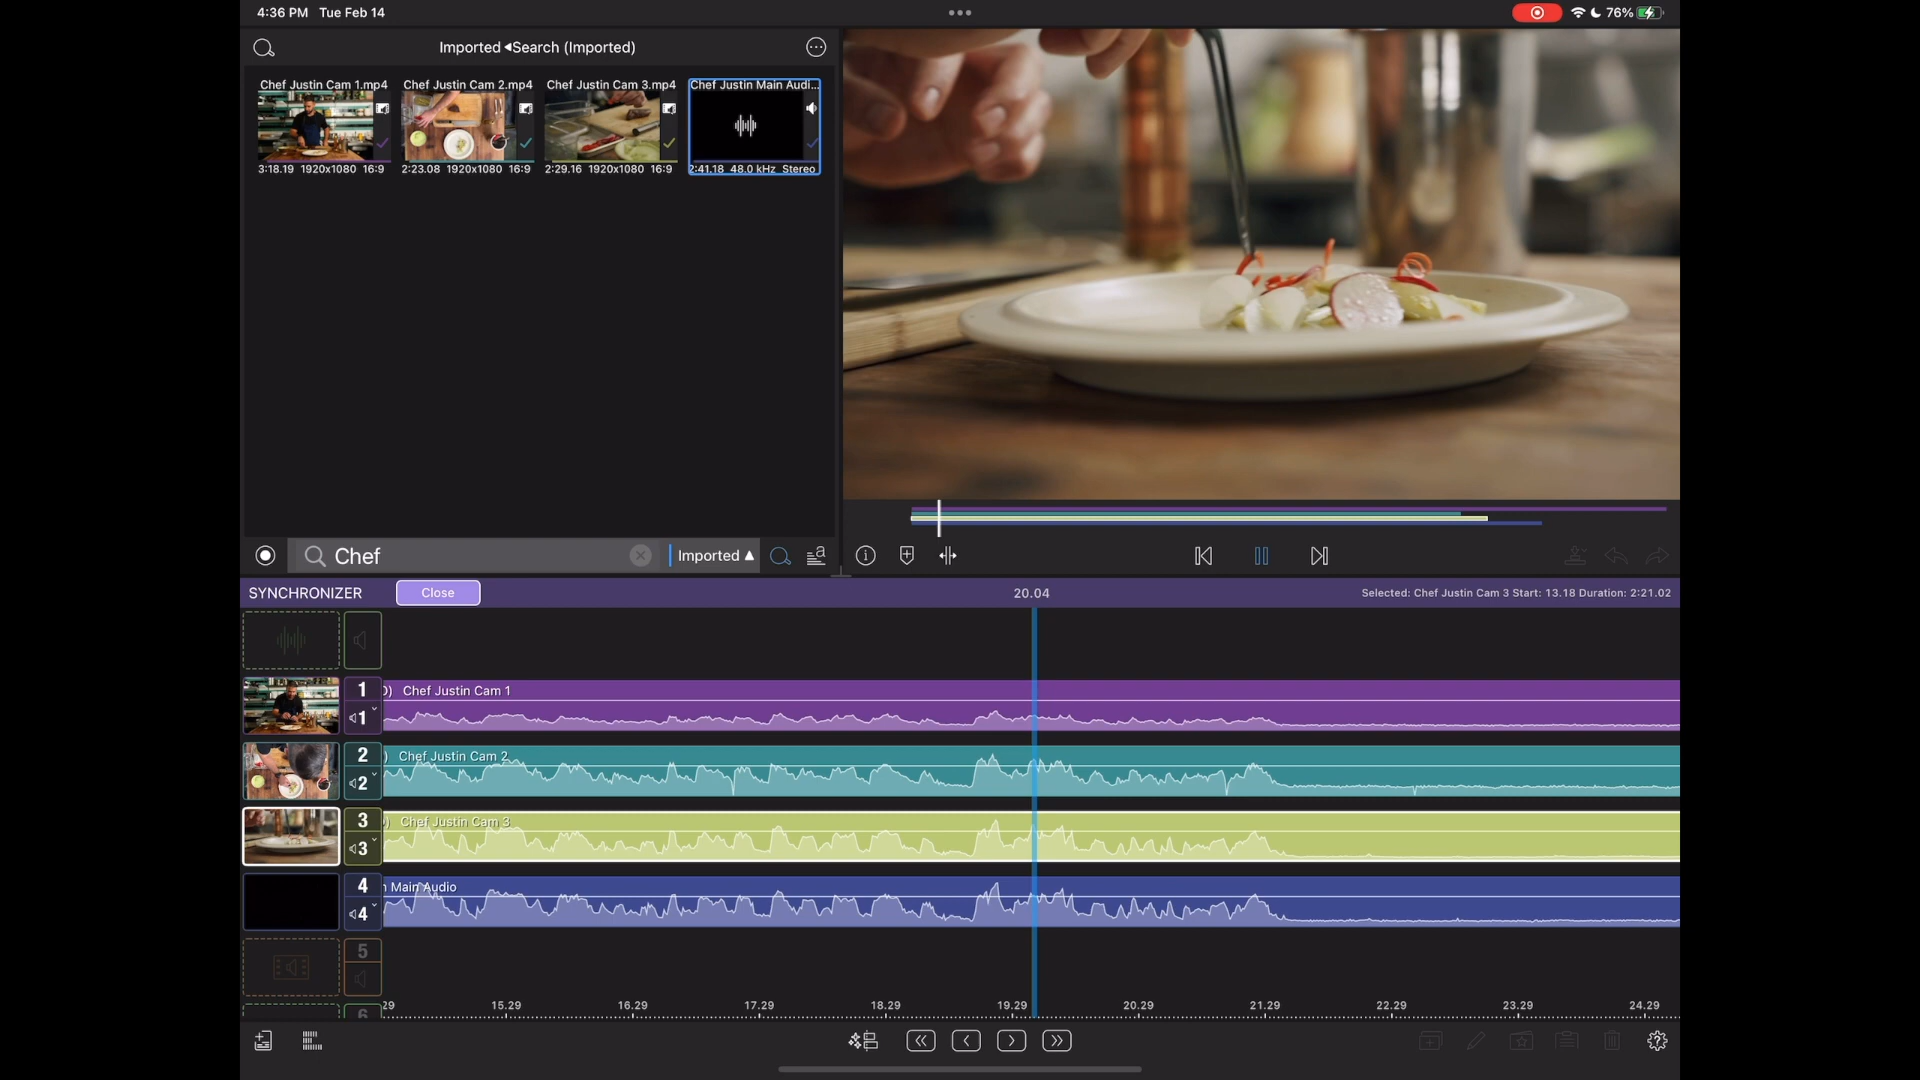 4:36 PM Tue Feb 14
76%
Imported ◂Search (Imported)
Chef Justin Cam 1.mp4
3:18.19 1920x1080 16:9
Chef Justin Cam 2.mp4
2:23.08 1920x1080 16:9
Chef Justin Cam 3.mp4
2:29.16 1920x1080 16:9
Chef Justin Main Audi...
2:41.18 48.0 kHz Stereo
Chef
Imported ▲
SYNCHRONIZER
Close
20.04
Selected: Chef Justin Cam 3 Start: 13.18 Duration: 2:21.02
1
1
) Chef Justin Cam 1
2
2
) Chef Justin Cam 2
3
3
) Chef Justin Cam 3
4
4
Main Audio
5
6
29 15.29 16.29 17.29 18.29 19.29 20.29 21.29 22.29 23.29 24.29